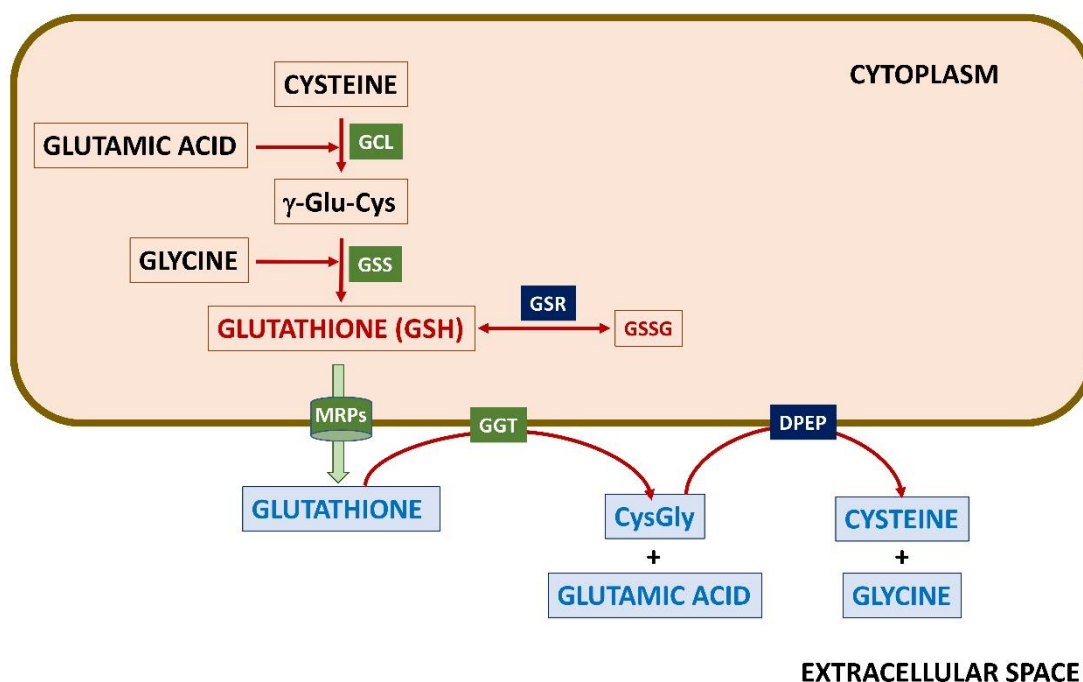 CYTOPLASM
CYSTEINE
GLUTAMIC ACID
GCL
γ-Glu-Cys
GLYCINE
GSS
GSR
GLUTATHIONE (GSH)
GSSG
MRPs
GGT
DPEP
GLUTATHIONE
CysGly
CYSTEINE
+
+
GLUTAMIC ACID
GLYCINE
EXTRACELLULAR SPACE